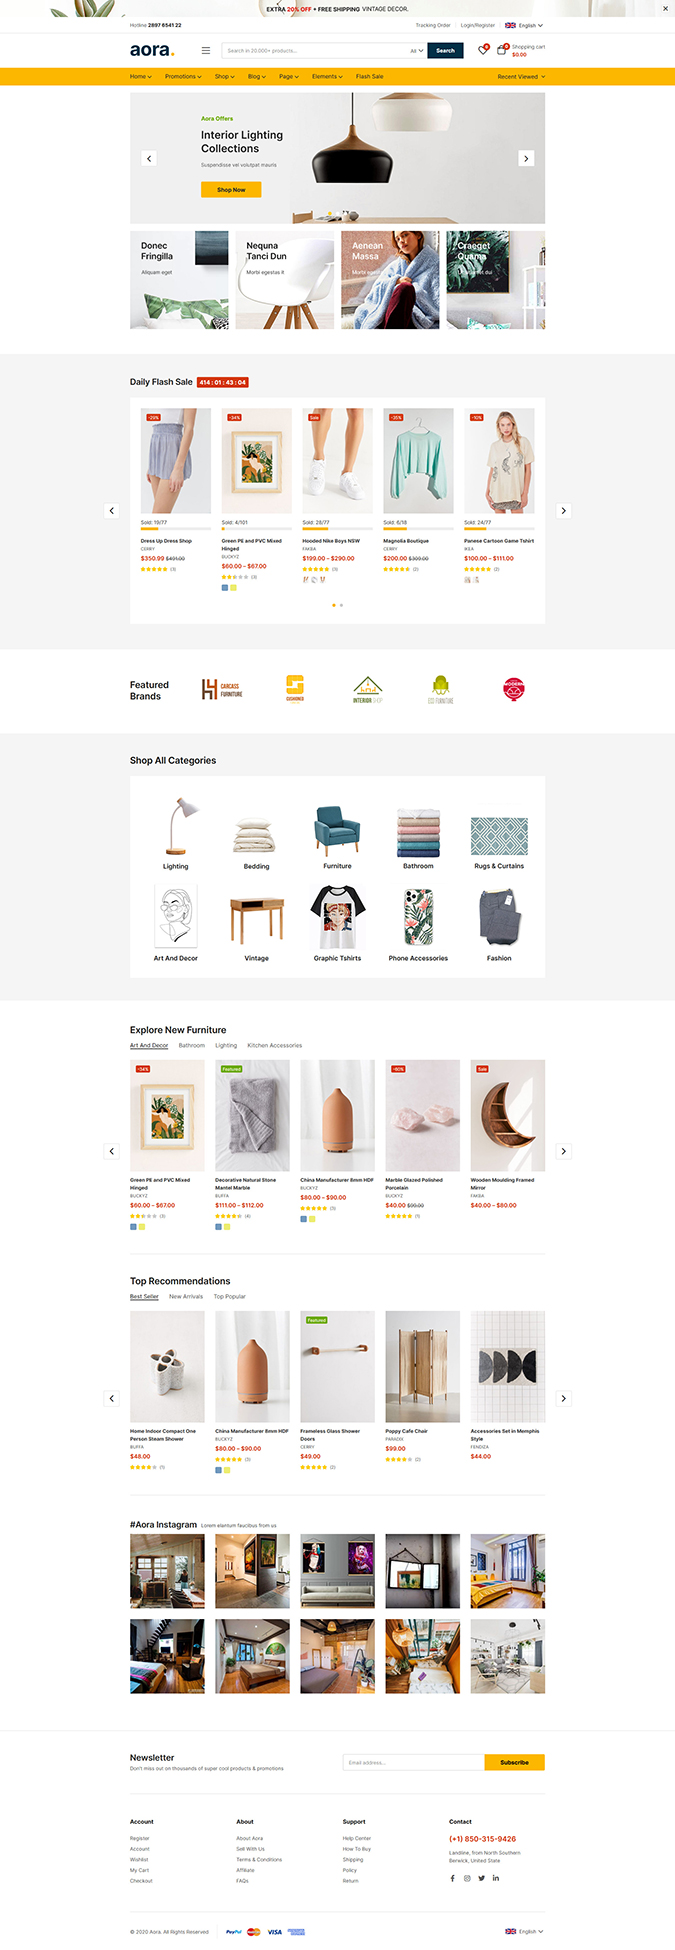 EXTRA 20% OFF + FREE SHIPPING VINTAGE DECOR.
Hotline 2897 6541 22
Tracking Order
Login/Register
English
aora.
Search in 20.000+ products...
All
Search
0
0
Shopping cart
$0.00
Home Promotions Shop Blog Page Elements Flash Sale
Recent Viewed
Aora Offers
Interior Lighting
Collections
Suspendisse vel volutpat mauris
Shop Now
Donec
Fringilla
Aliquam eget
Nequna
Tanci Dun
Morbi egestas it
Aenean
Massa
Craeget
Quama
Daily Flash Sale 414 : 01 : 43 : 04
-29%
-34%
Sale
-35%
-10%
Sold: 19/77
Sold: 4/101
Sold: 28/77
Sold: 6/18
Sold: 24/77
Dress Up Dress Shop
CERRY
$350.99 $491.00
(3)
Green PE and PVC Mixed
Hinged
BUCKYZ
$60.00 – $67.00
(3)
Hooded Nike Boys NSW
FAKBA
$199.00 – $290.00
(3)
Magnolia Boutique
CERRY
$200.00 $309.00
(2)
Panese Cartoon Game Tshirt
IKEA
$100.00 – $111.00
(2)
Featured
Brands
CARCASS
FURNITURE
CUSHIONED
INTERIOR SHOP
ECO FURNITURE
MODERN
Shop All Categories
Lighting
Bedding
Furniture
Bathroom
Rugs & Curtains
Art And Decor
Vintage
Graphic Tshirts
Phone Accessories
Fashion
Explore New Furniture
Art And Decor Bathroom Lighting Kitchen Accessories
-34%
Featured
-60%
Sale
Green PE and PVC Mixed
Hinged
BUCKYZ
$60.00 – $67.00
(3)
Decorative Natural Stone
Mantel Marble
BUFFA
$111.00 – $112.00
(4)
China Manufacturer 8mm HDF
BUCKYZ
$80.00 – $90.00
(3)
Marble Glazed Polished
Porcelain
BUCKYZ
$40.00 $99.00
(1)
Wooden Moulding Framed
Mirror
FAKBA
$40.00 – $80.00
Top Recommendations
Best Seller New Arrivals Top Popular
Featured
Home Indoor Compact One
Person Steam Shower
BUFFA
$48.00
(1)
China Manufacturer 8mm HDF
BUCKYZ
$80.00 – $90.00
(3)
Frameless Glass Shower
Doors
CERRY
$49.00
(2)
Poppy Cafe Chair
PARADIX
$99.00
(2)
Accessories Set in Memphis
Style
FENDIZA
$44.00
#Aora Instagram Lorem elentum faucibus from us
Newsletter
Don't miss out on thousands of super cool products & promotions
Email address...
Subscribe
Account
Register
Account
Wishlist
My Cart
Checkout
About
About Aora
Sell With Us
Terms & Conditions
Affiliate
FAQs
Support
Help Center
How To Buy
Shipping
Policy
Return
Contact
(+1) 850-315-9426
Landline, from North Southern
Berwick, United State
© 2020 Aora. All Rights Reserved
PayPal
VISA
English